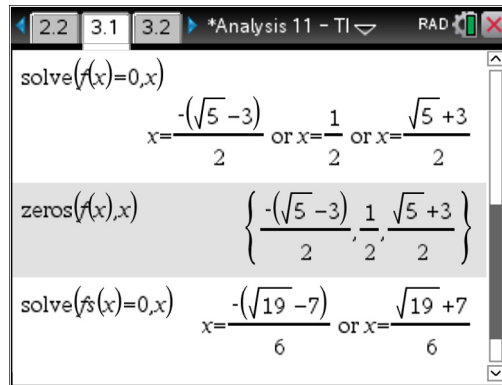 2.2 3.1 3.2 *Analysis 11 – TI RAD
solve(f(x)=0,x)
x=-(√5-3)/2 or x=1/2 or x=(√5+3)/2
zeros(f(x),x) {-(√5-3)/2, 1/2, (√5+3)/2}
solve(fs(x)=0,x) x=-(√19-7)/6 or x=(√19+7)/6